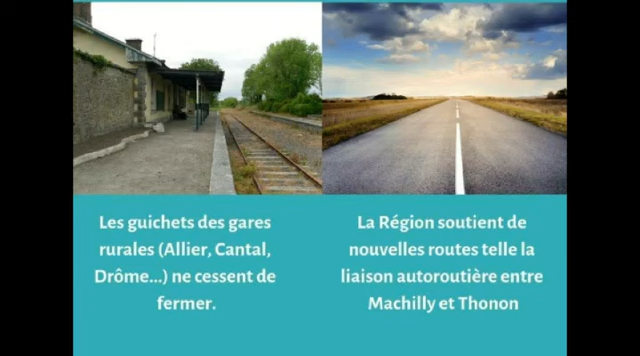 Les guichets des gares
rurales (Allier, Cantal,
Drôme...) ne cessent de
fermer.
La Région soutient de
nouvelles routes telle la
liaison autoroutière entre
Machilly et Thonon